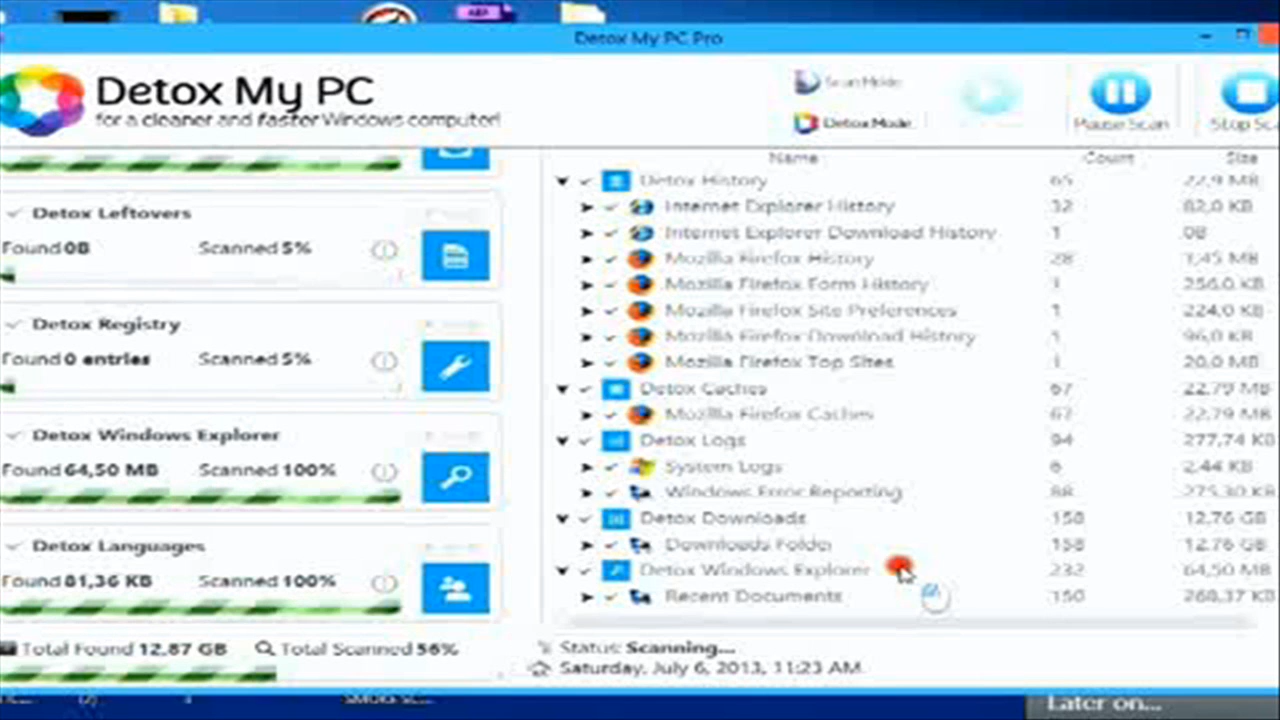 Detox My PC Pro
Detox My PC
for a cleaner and faster Windows computer!
Scan Mode
Detox Mode
Pause Scan
Stop Sc
Name Count Size
Detox Leftovers
Found 0B Scanned 5%
Detox Registry
Found 0 entries Scanned 5%
Detox Windows Explorer
Found 64,50 MB Scanned 100%
Detox Languages
Found 81,36 KB Scanned 100%
Total Found 12,87 GB Total Scanned 56%
Detox History 65 22,9 MB
Internet Explorer History 32 82,0 KB
Internet Explorer Download History 1 0B
Mozilla Firefox History 28 1,45 MB
Mozilla Firefox Form History 1 256,0 KB
Mozilla Firefox Site Preferences 1 224,0 KB
Mozilla Firefox Download History 1 96,0 KB
Mozilla Firefox Top Sites 1 20,0 MB
Detox Caches 67 22,79 MB
Mozilla Firefox Caches 67 22,79 MB
Detox Logs 94 277,74 KB
System Logs 6 2,44 KB
Windows Error Reporting 88 275,30 KB
Detox Downloads 158 12,76 GB
Downloads Folder 158 12,76 GB
Detox Windows Explorer 232 64,50 MB
Recent Documents 150 268,37 KB
Status: Scanning...
Saturday, July 6, 2013, 11:23 AM
Later on...